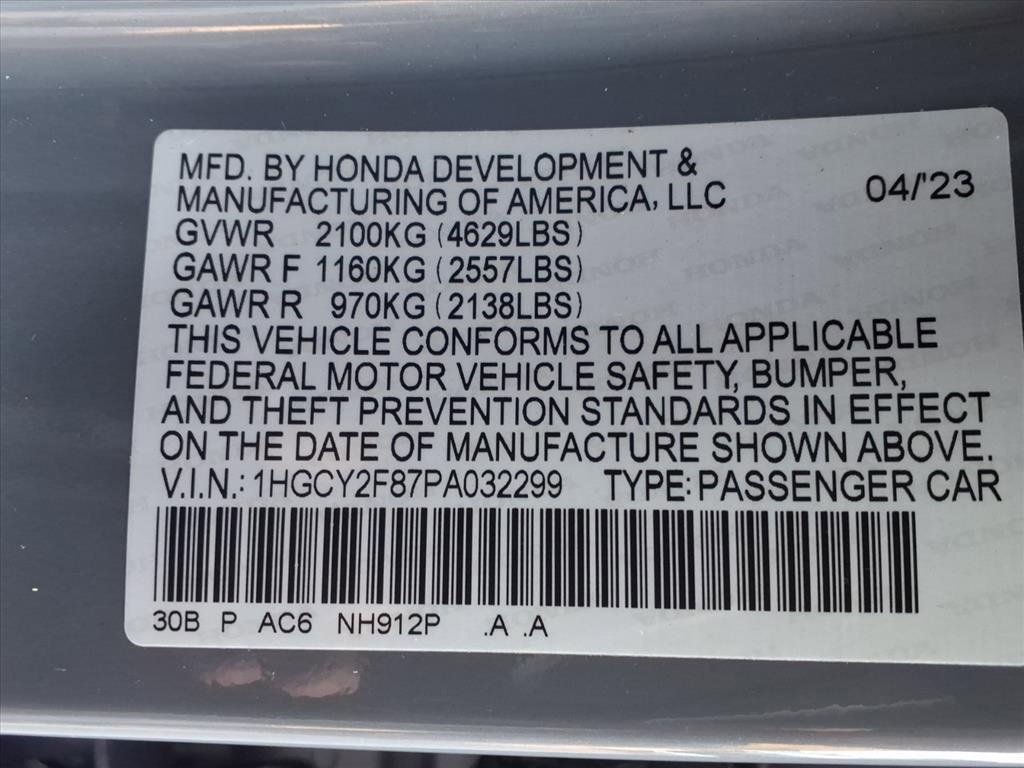 MFD. BY HONDA DEVELOPMENT &
MANUFACTURING OF AMERICA, LLC 04/'23
GVWR 2100KG (4629LBS)
GAWR F 1160KG (2557LBS)
GAWR R 970KG (2138LBS)
THIS VEHICLE CONFORMS TO ALL APPLICABLE
FEDERAL MOTOR VEHICLE SAFETY, BUMPER,
AND THEFT PREVENTION STANDARDS IN EFFECT
ON THE DATE OF MANUFACTURE SHOWN ABOVE.
V.I.N.: 1HGCY2F87PA032299 TYPE: PASSENGER CAR
30B P AC6 NH912P .A .A